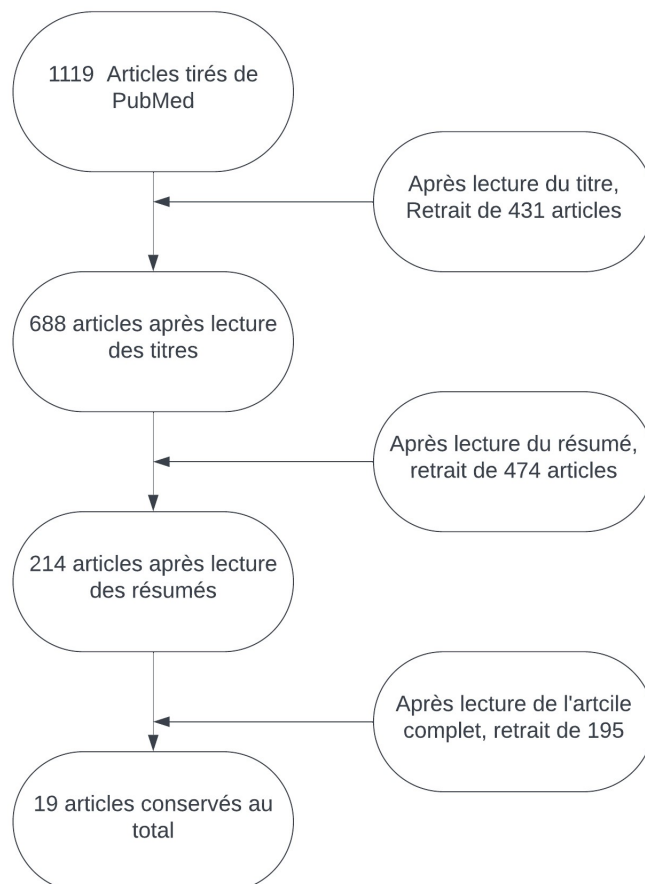 1119  Articles tirés de
PubMed
Après lecture du titre,
Retrait de 431 articles
688 articles après lecture
des titres
Après lecture du résumé,
retrait de 474 articles
214 articles après lecture
des résumés
Après lecture de l'artcile
complet, retrait de 195
19 articles conservés au
total